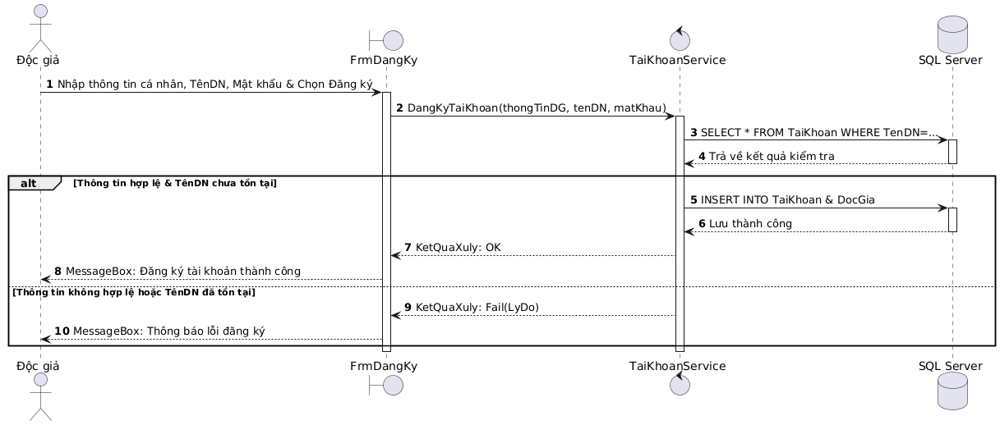 Độc giả
FrmDangKy
TaiKhoanService
SQL Server
1 Nhập thông tin cá nhân, TênDN, Mật khẩu & Chọn Đăng ký
2 DangKyTaiKhoan(thongTinDG, tenDN, matKhau)
3 SELECT * FROM TaiKhoan WHERE TenDN=...
4 Trả về kết quả kiểm tra
alt [Thông tin hợp lệ & TênDN chưa tồn tại]
5 INSERT INTO TaiKhoan & DocGia
6 Lưu thành công
7 KetQuaXuly: OK
8 MessageBox: Đăng ký tài khoản thành công
[Thông tin không hợp lệ hoặc TênDN đã tồn tại]
9 KetQuaXuly: Fail(LyDo)
10 MessageBox: Thông báo lỗi đăng ký
Độc giả
FrmDangKy
TaiKhoanService
SQL Server